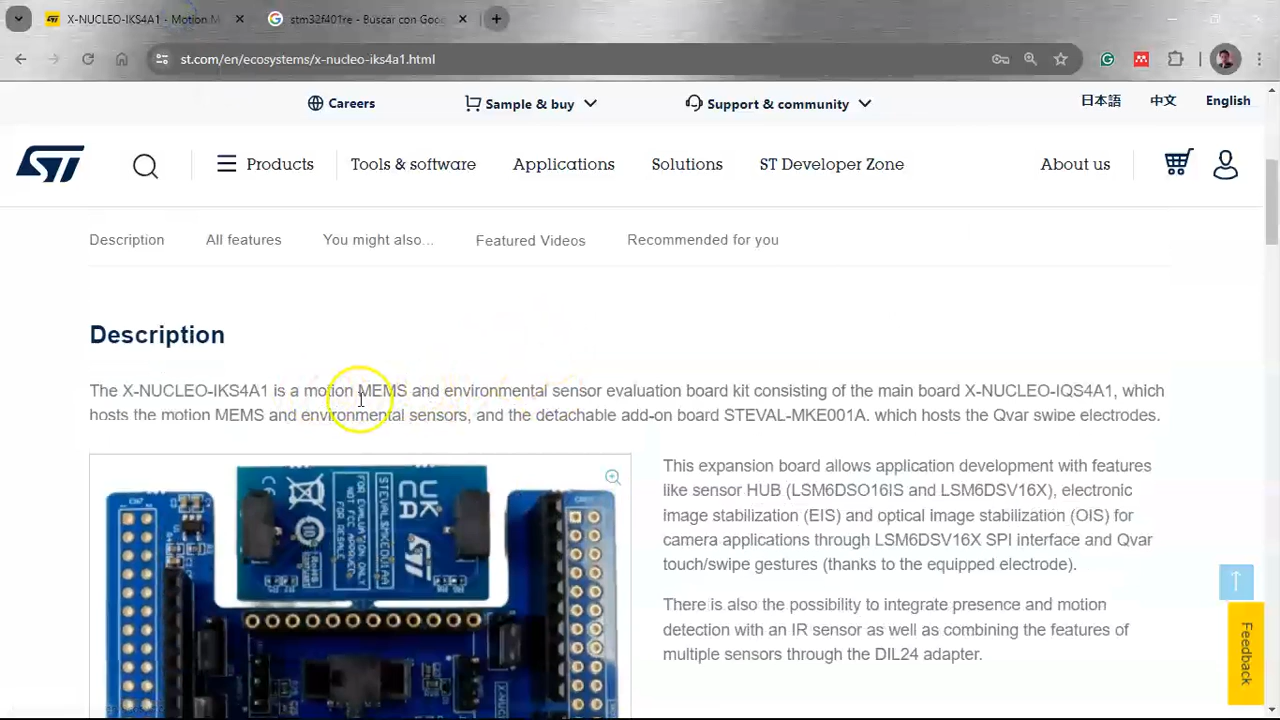 X-NUCLEO-IKS4A1 - Motion M
stm32f401re - Buscar con Goog
st.com/en/ecosystems/x-nucleo-iks4a1.html
Careers
Sample & buy
Support & community
日本語
中文
English
ST
Products
Tools & software
Applications
Solutions
ST Developer Zone
About us
Description
All features
You might also...
Featured Videos
Recommended for you
Description
The X-NUCLEO-IKS4A1 is a motion MEMS and environmental sensor evaluation board kit consisting of the main board X-NUCLEO-IQS4A1, which
hosts the motion MEMS and environmental sensors, and the detachable add-on board STEVAL-MKE001A. which hosts the Qvar swipe electrodes.
This expansion board allows application development with features
like sensor HUB (LSM6DSO16IS and LSM6DSV16X), electronic
image stabilization (EIS) and optical image stabilization (OIS) for
camera applications through LSM6DSV16X SPI interface and Qvar
touch/swipe gestures (thanks to the equipped electrode).
There is also the possibility to integrate presence and motion
detection with an IR sensor as well as combining the features of
multiple sensors through the DIL24 adapter.
Feedback
UK
CA
ST